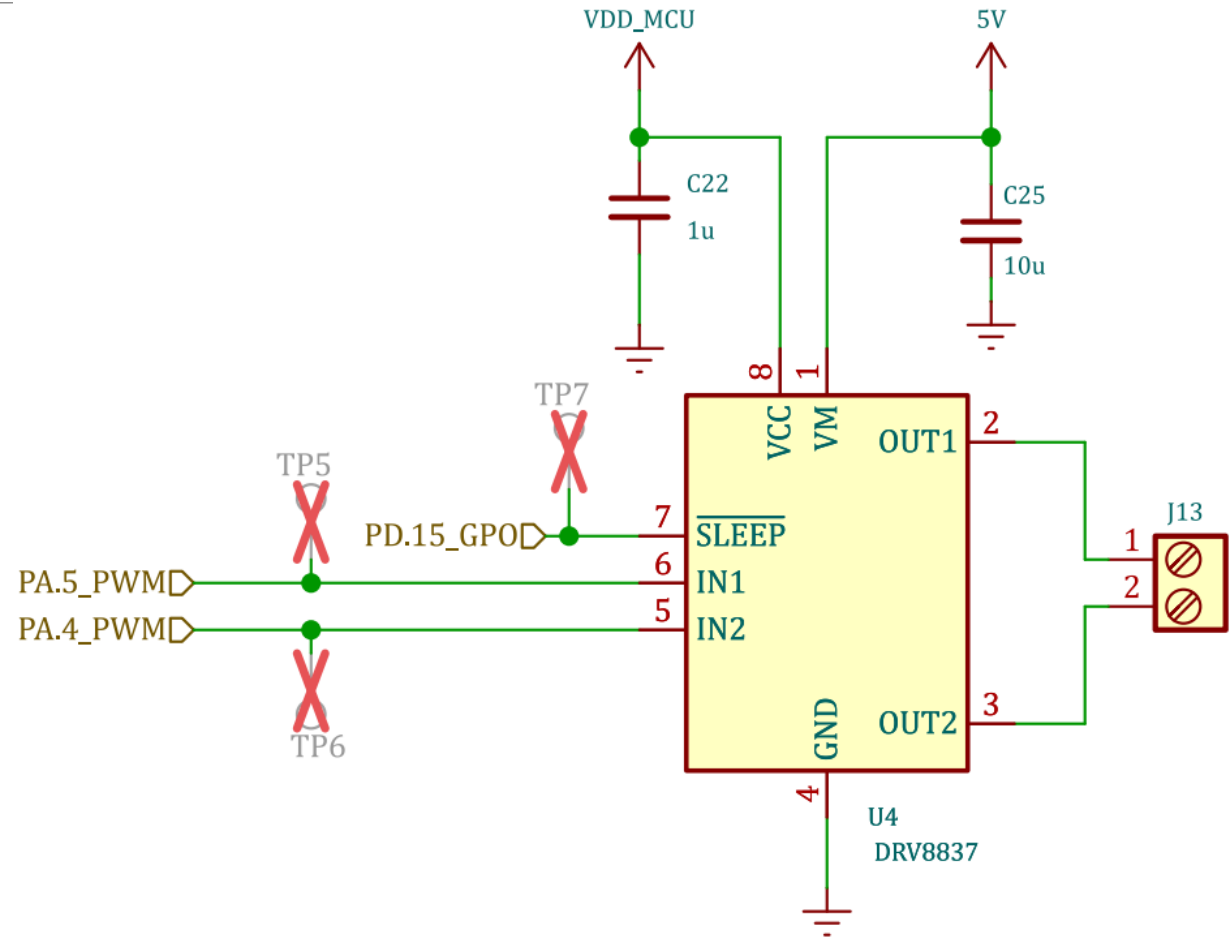 VDD_MCU
5V
C22
1u
C25
10u
8
1
TP7
VCC
VM
OUT1
2
TP5
PD.15_GPO
7
SLEEP
J13
1
PA.5_PWM
6
IN1
2
PA.4_PWM
5
IN2
TP6
GND
OUT2
3
4
U4
DRV8837